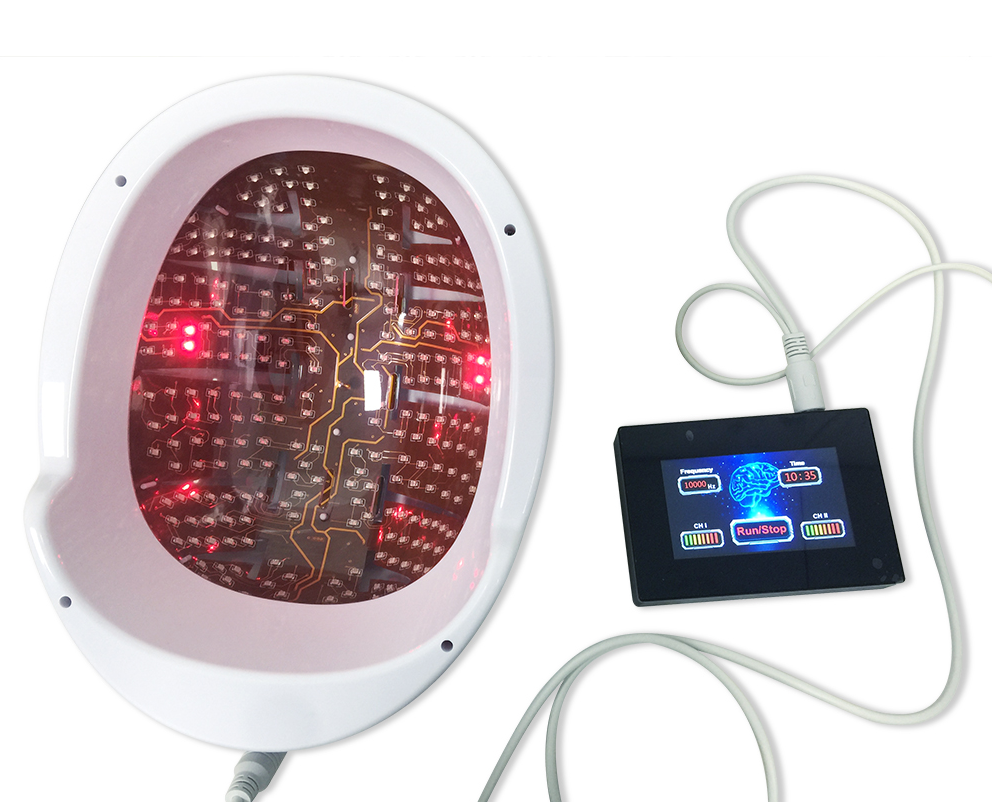 Frequency
10000 Hz
Time
10:35
CH I
Run/Stop
CH II